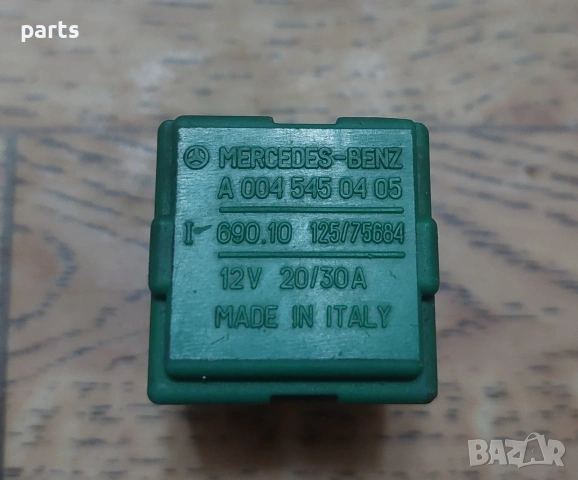 parts
MERCEDES-BENZ
A 004 545 04 05
I 690.10 125/75684
12V 20/30A
MADE IN ITALY
BAZAR